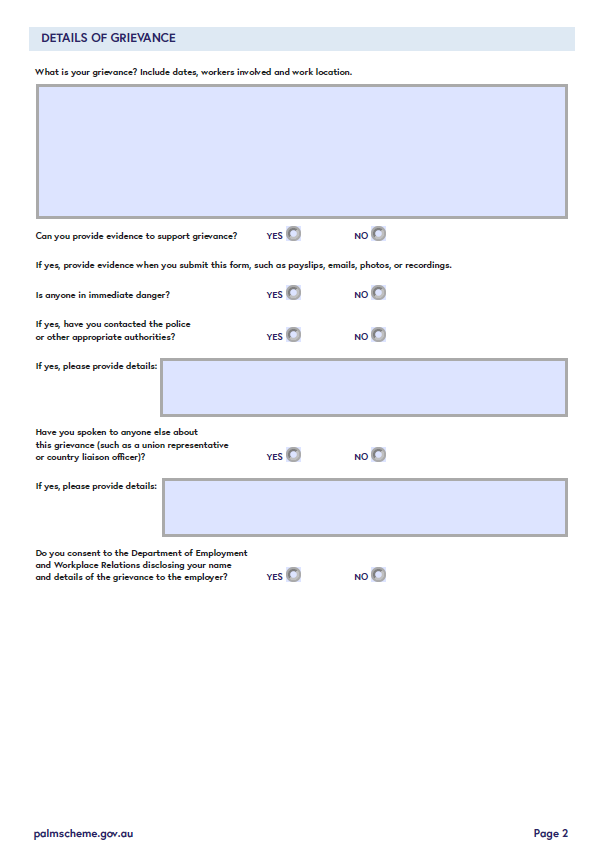 DETAILS OF GRIEVANCE
What is your grievance? Include dates, workers involved and work location.
Can you provide evidence to support grievance? YES NO
If yes, provide evidence when you submit this form, such as payslips, emails, photos, or recordings.
Is anyone in immediate danger? YES NO
If yes, have you contacted the police
or other appropriate authorities? YES NO
If yes, please provide details:
Have you spoken to anyone else about
this grievance (such as a union representative
or country liaison officer)? YES NO
If yes, please provide details:
Do you consent to the Department of Employment
and Workplace Relations disclosing your name
and details of the grievance to the employer? YES NO
palmscheme.gov.au Page 2